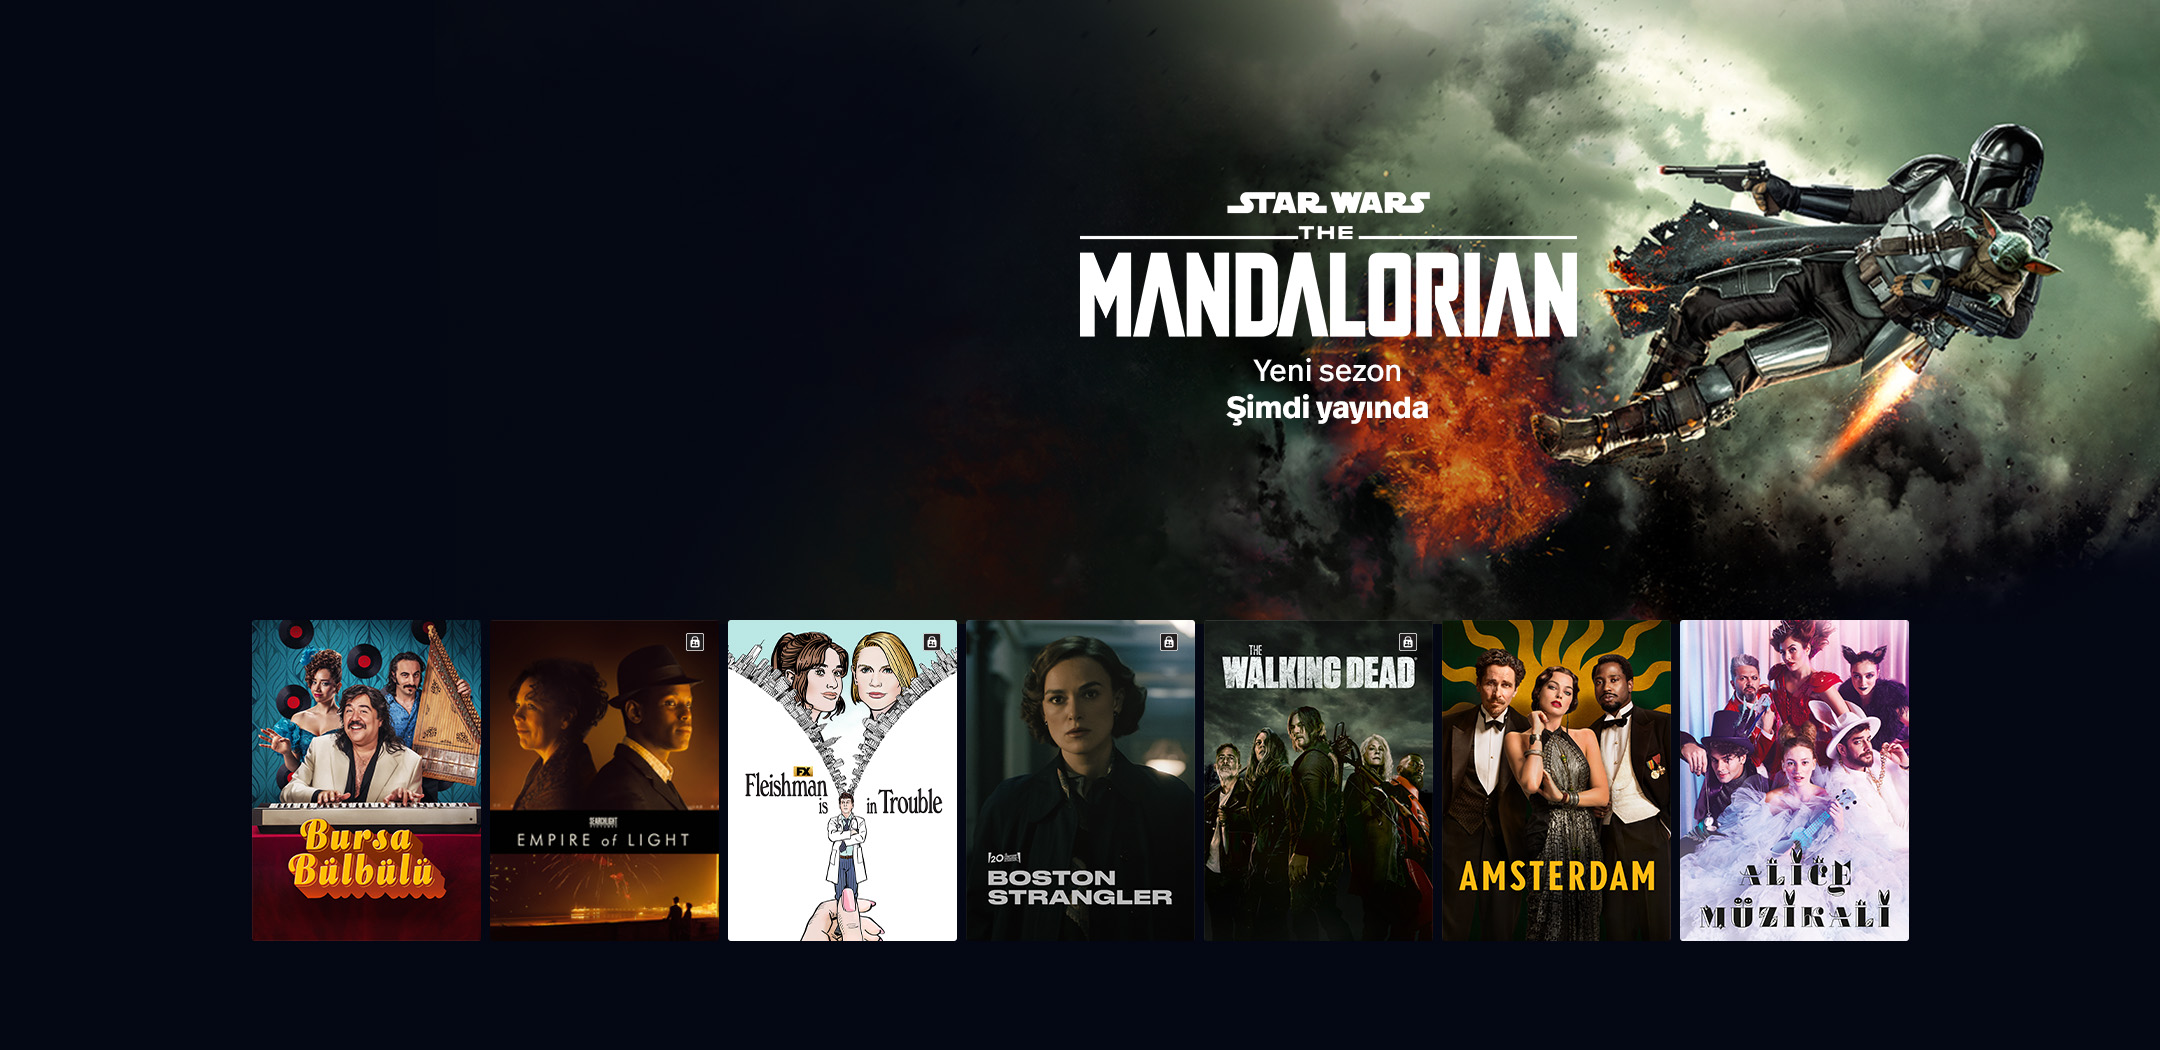 STAR WARS
THE
MANDALORIAN
Yeni sezon
Şimdi yayında
Bursa
Bülbülü
SEARCHLIGHT
PICTURES
EMPIRE of LIGHT
FX
Fleishman
is in Trouble
20
BOSTON
STRANGLER
THE
WALKING DEAD
AMSTERDAM
ALİCE
MÜZİKALİ